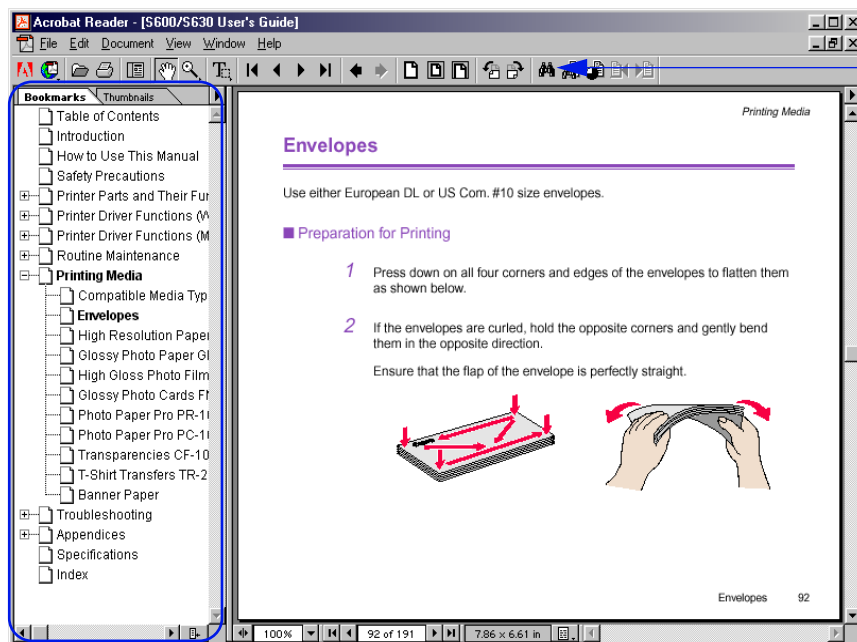 Acrobat Reader - [S600/S630 User's Guide]
File Edit Document View Window Help
Bookmarks Thumbnails
Table of Contents
Introduction
How to Use This Manual
Safety Precautions
Printer Parts and Their Fur
Printer Driver Functions (W
Printer Driver Functions (M
Routine Maintenance
Printing Media
Compatible Media Typ
Envelopes
High Resolution Paper
Glossy Photo Paper Gl
High Gloss Photo Film
Glossy Photo Cards FM
Photo Paper Pro PR-10
Photo Paper Pro PC-10
Transparencies CF-10
T-Shirt Transfers TR-2
Banner Paper
Troubleshooting
Appendices
Specifications
Index
Printing Media
Envelopes
Use either European DL or US Com. #10 size envelopes.
Preparation for Printing
1 Press down on all four corners and edges of the envelopes to flatten them
as shown below.
2 If the envelopes are curled, hold the opposite corners and gently bend
them in the opposite direction.
Ensure that the flap of the envelope is perfectly straight.
Envelopes 92
100% 92 of 191 7.86 x 6.61 in